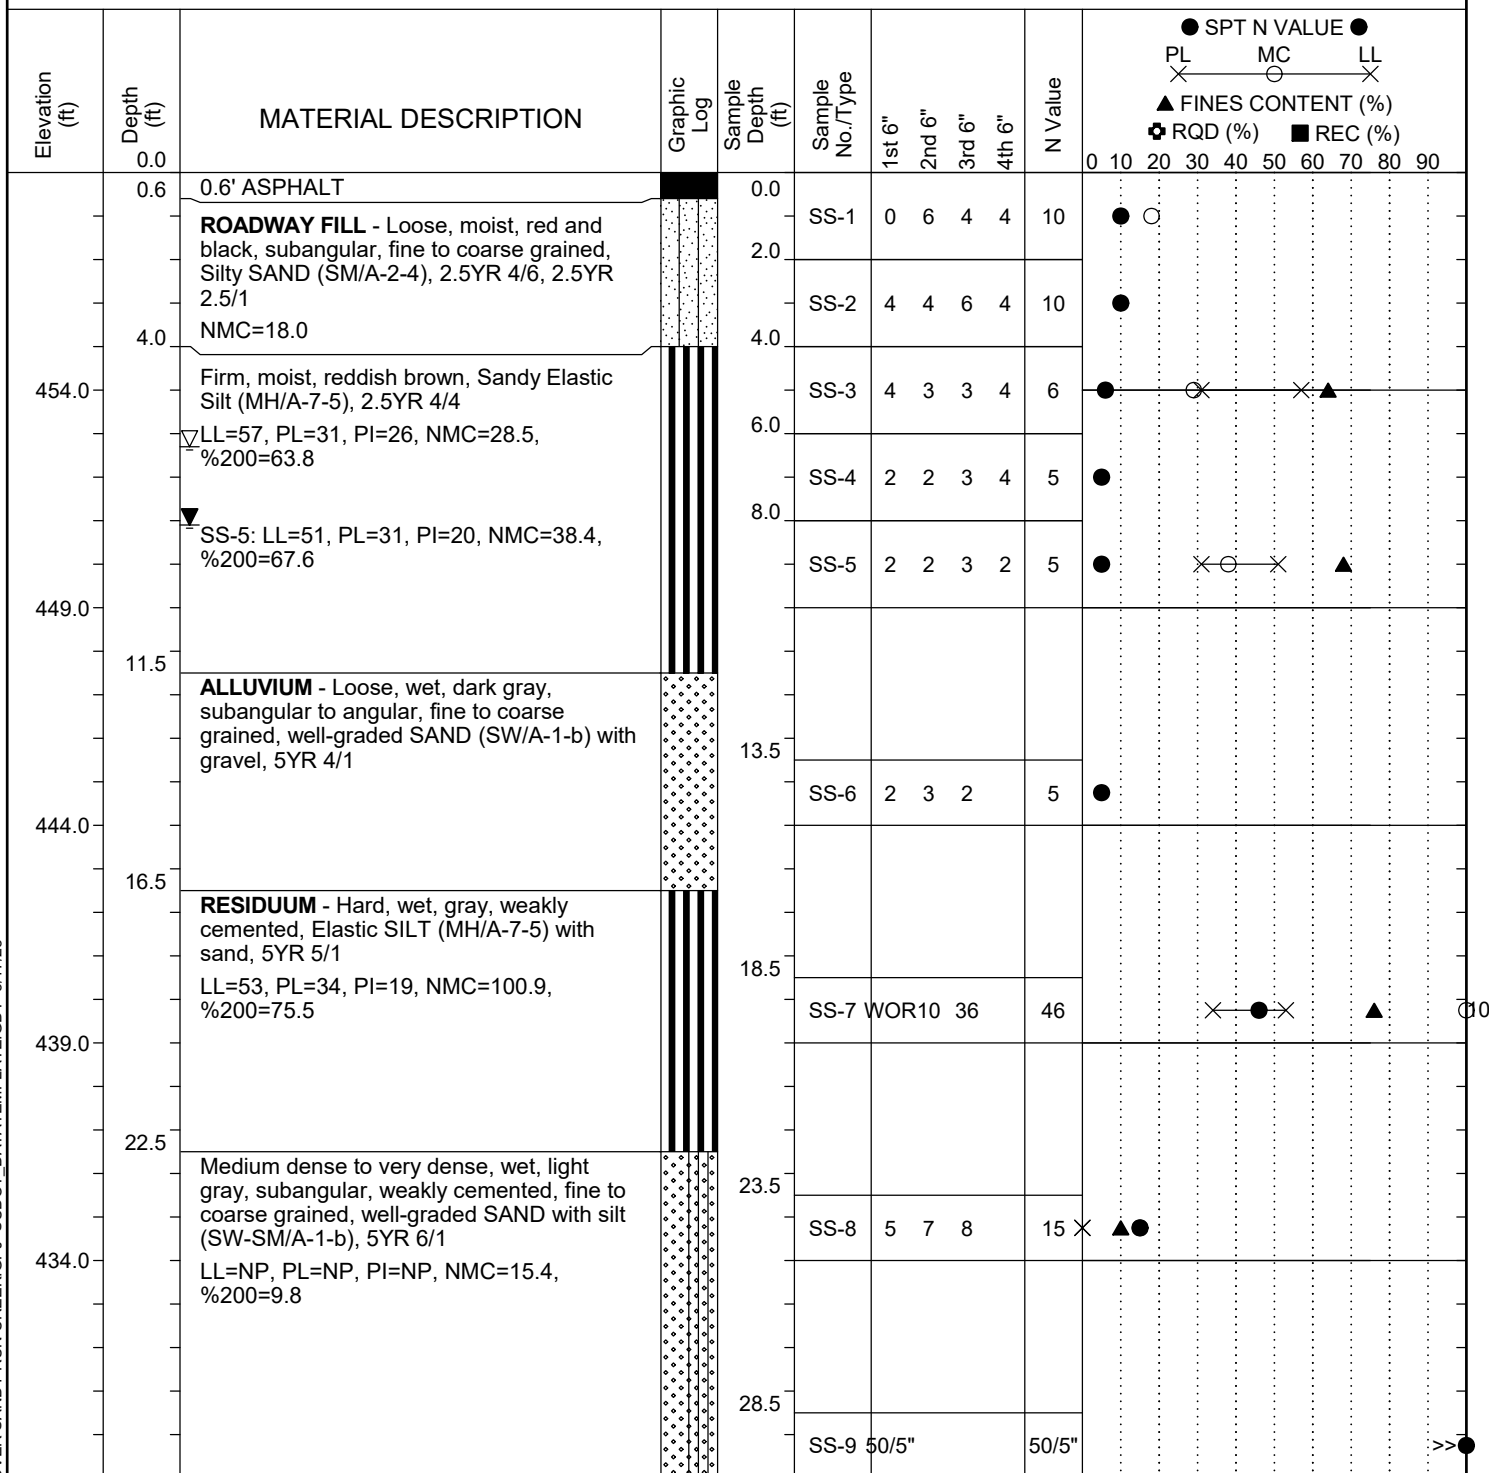 ● SPT N VALUE ●
PL MC LL
▲ FINES CONTENT (%)
RQD (%) ■ REC (%)
0 10 20 30 40 50 60 70 80 90
Elevation (ft)
Depth (ft)
0.0
MATERIAL DESCRIPTION
Graphic Log
Sample Depth (ft)
Sample No./Type
1st 6"
2nd 6"
3rd 6"
4th 6"
N Value
0.6 0.6' ASPHALT 0.0
SS-1 0 6 4 4 10
ROADWAY FILL - Loose, moist, red and
black, subangular, fine to coarse grained,
Silty SAND (SM/A-2-4), 2.5YR 4/6, 2.5YR
2.5/1
NMC=18.0
2.0
SS-2 4 4 6 4 10
4.0 4.0
Firm, moist, reddish brown, Sandy Elastic
Silt (MH/A-7-5), 2.5YR 4/4
454.0 SS-3 4 3 3 4 6
LL=57, PL=31, PI=26, NMC=28.5,
%200=63.8
6.0
SS-4 2 2 3 4 5
8.0
SS-5: LL=51, PL=31, PI=20, NMC=38.4,
%200=67.6
SS-5 2 2 3 2 5
449.0
11.5
ALLUVIUM - Loose, wet, dark gray,
subangular to angular, fine to coarse
grained, well-graded SAND (SW/A-1-b) with
gravel, 5YR 4/1
13.5
SS-6 2 3 2 5
444.0
16.5
RESIDUUM - Hard, wet, gray, weakly
cemented, Elastic SILT (MH/A-7-5) with
sand, 5YR 5/1
LL=53, PL=34, PI=19, NMC=100.9,
%200=75.5
18.5
SS-7 WOR 10 36 46
439.0
22.5
Medium dense to very dense, wet, light
gray, subangular, weakly cemented, fine to
coarse grained, well-graded SAND with silt
(SW-SM/A-1-b), 5YR 6/1
LL=NP, PL=NP, PI=NP, NMC=15.4,
%200=9.8
23.5
SS-8 5 7 8 15
434.0
28.5
SS-9 50/5" 50/5" >>